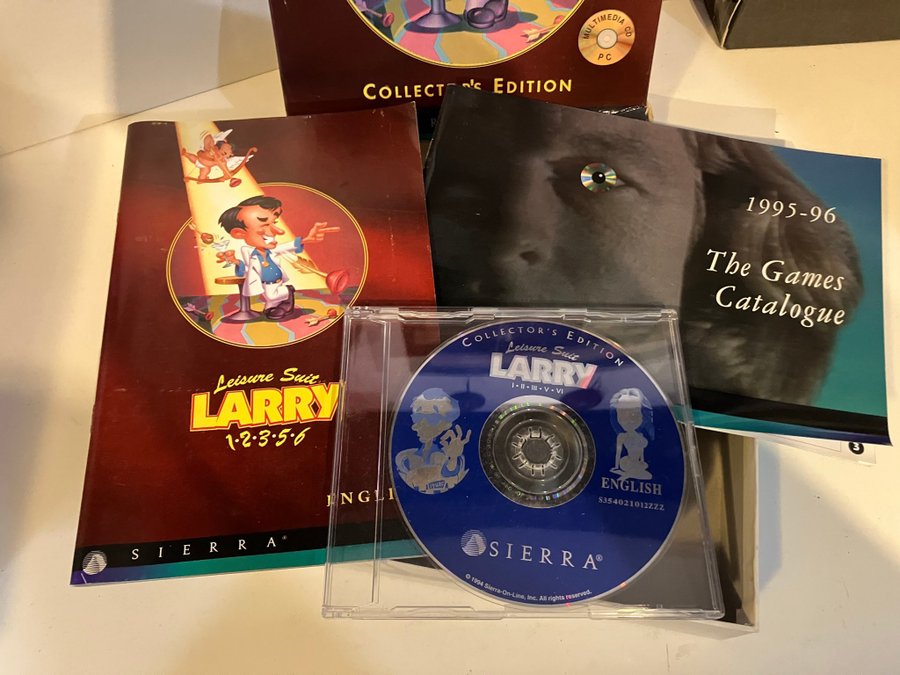 MULTIMEDIA CD
PC
COLLECTOR'S EDITION
Leisure Suit
LARRY
1·2·3·5·6
ENGLI
SIERRA®
1995-96
The Games
Catalogue
COLLECTOR'S EDITION
Leisure Suit
LARRY
I·II·III·V·VI
ENGLISH
S354021012ZZZ
SIERRA®
© 1994 Sierra-On-Line, Inc. All rights reserved.